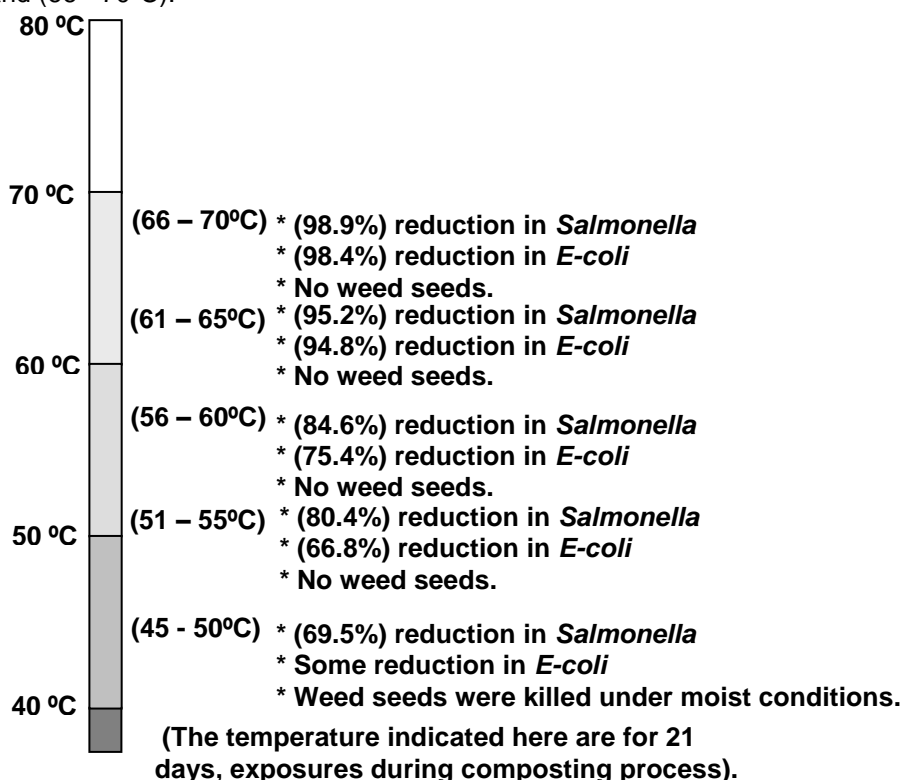 80 ºC
70 ºC
(66 – 70ºC) * (98.9%) reduction in Salmonella
* (98.4%) reduction in E-coli
* No weed seeds.
(61 – 65ºC) * (95.2%) reduction in Salmonella
* (94.8%) reduction in E-coli
60 ºC
* No weed seeds.
(56 – 60ºC) * (84.6%) reduction in Salmonella
* (75.4%) reduction in E-coli
* No weed seeds.
(51 – 55ºC) * (80.4%) reduction in Salmonella
50 ºC
* (66.8%) reduction in E-coli
* No weed seeds.
(45 - 50ºC) * (69.5%) reduction in Salmonella
* Some reduction in E-coli
* Weed seeds were killed under moist conditions.
40 ºC
(The temperature indicated here are for 21
days, exposures during composting process).